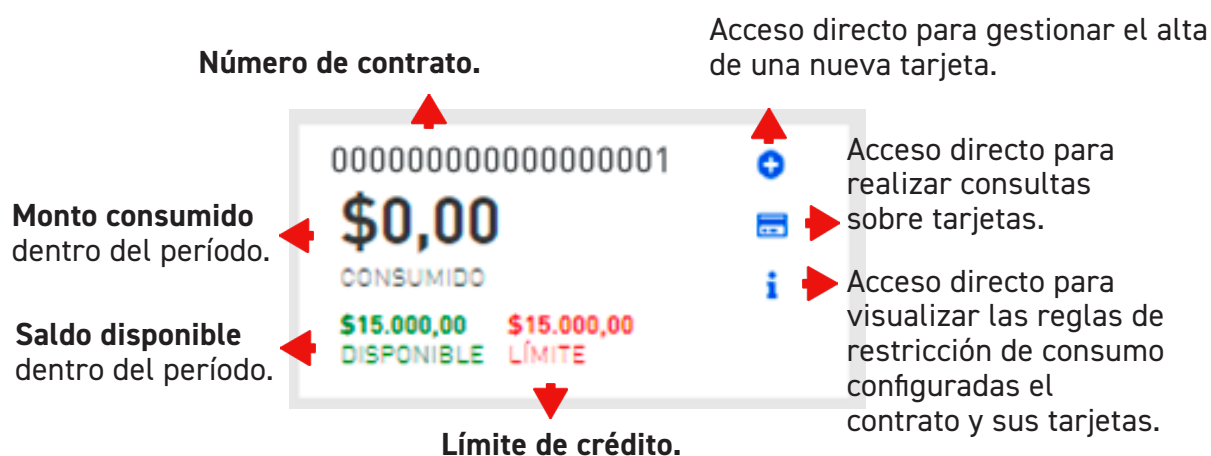 Acceso directo para gestionar el alta
de una nueva tarjeta.
Número de contrato.
000000000000000001
Acceso directo para
realizar consultas
sobre tarjetas.
Monto consumido
dentro del período.
$0,00
CONSUMIDO
Acceso directo para
visualizar las reglas de
restricción de consumo
configuradas el
contrato y sus tarjetas.
Saldo disponible
dentro del período.
$15.000,00 $15.000,00
DISPONIBLE LÍMITE
Límite de crédito.